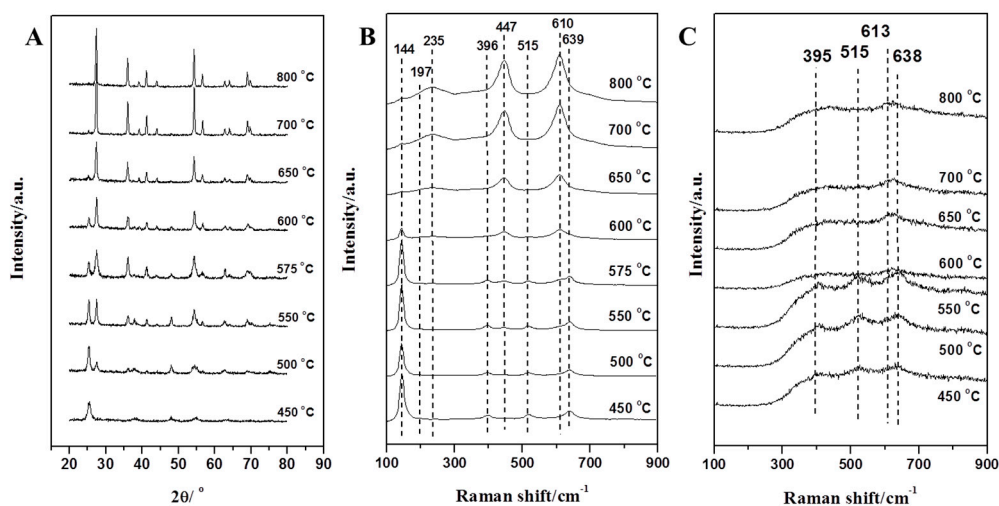 A
800 °C
700 °C
650 °C
600 °C
575 °C
550 °C
500 °C
450 °C
Intensity/a.u.
20 30 40 50 60 70 80 90
2θ/ °
B
144 197 235 396 447 515 610 639
800 °C
700 °C
650 °C
600 °C
575 °C
550 °C
500 °C
450 °C
Intensity/a.u.
100 300 500 700 900
Raman shift/cm-1
C
395 515 613 638
800 °C
700 °C
650 °C
600 °C
550 °C
500 °C
450 °C
Intensity/a.u.
100 300 500 700 900
Raman shift/cm-1